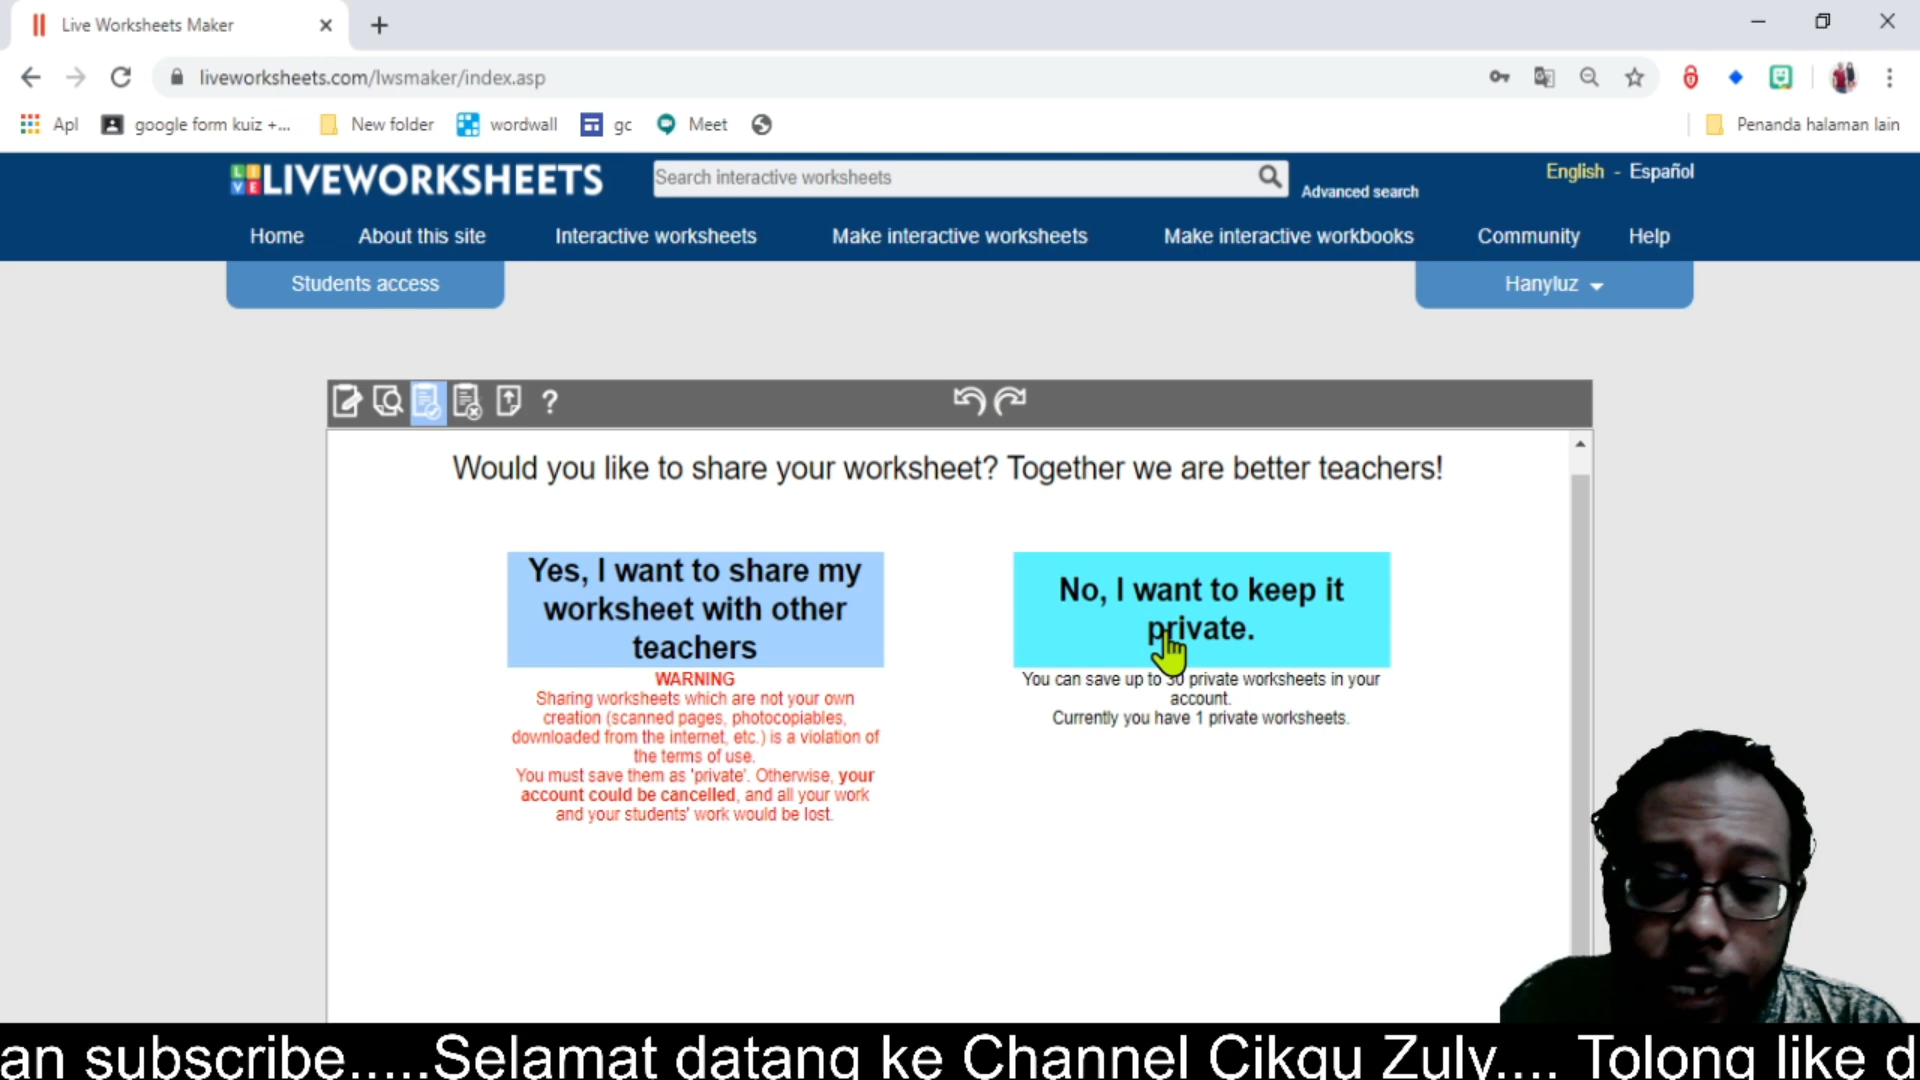 Live Worksheets Maker
liveworksheets.com/lwsmaker/index.asp
Apl
google form kuiz +...
New folder
wordwall
gc
Meet
Penanda halaman lain
LIVE
LIVEWORKSHEETS
Search interactive worksheets
Advanced search
English - Español
Home
About this site
Interactive worksheets
Make interactive worksheets
Make interactive workbooks
Community
Help
Students access
Hanyluz
?
Would you like to share your worksheet? Together we are better teachers!
Yes, I want to share my
worksheet with other
teachers
WARNING
Sharing worksheets which are not your own
creation (scanned pages, photocopiables,
downloaded from the internet, etc.) is a violation of
the terms of use.
You must save them as 'private'. Otherwise, your
account could be cancelled, and all your work
and your students' work would be lost.
No, I want to keep it
private.
You can save up to 30 private worksheets in your
account.
Currently you have 1 private worksheets.
an subscribe.....Selamat datang ke Channel Cikgu Zuly.... Tolong like d